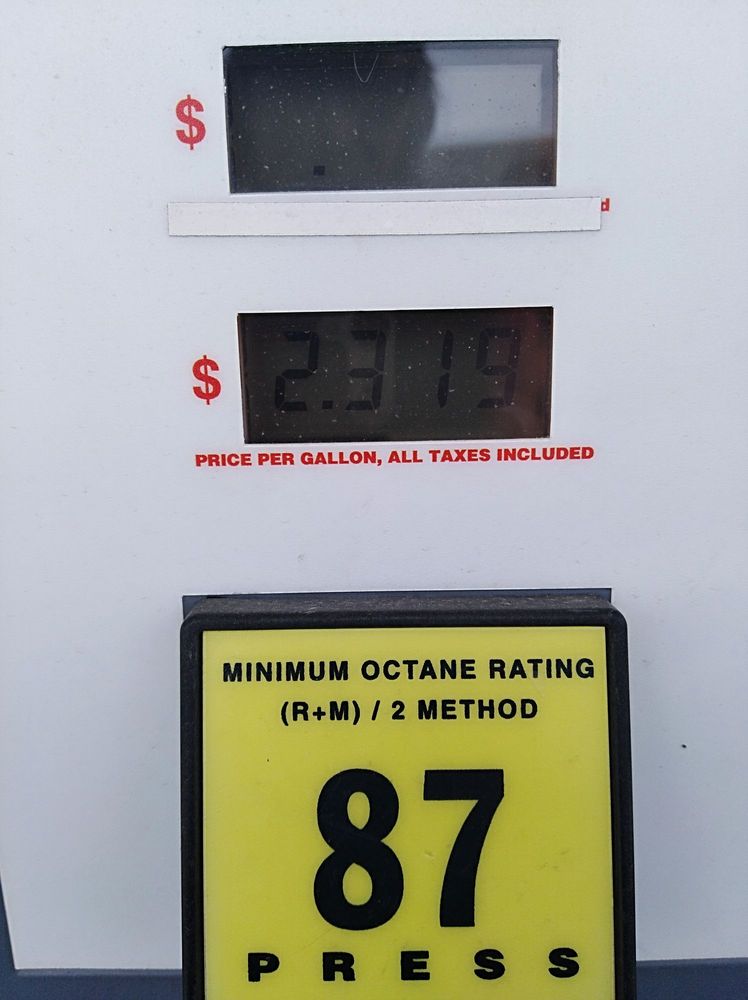 $
d
$ 2.319
PRICE PER GALLON, ALL TAXES INCLUDED
MINIMUM OCTANE RATING
(R+M) / 2 METHOD
87
PRESS